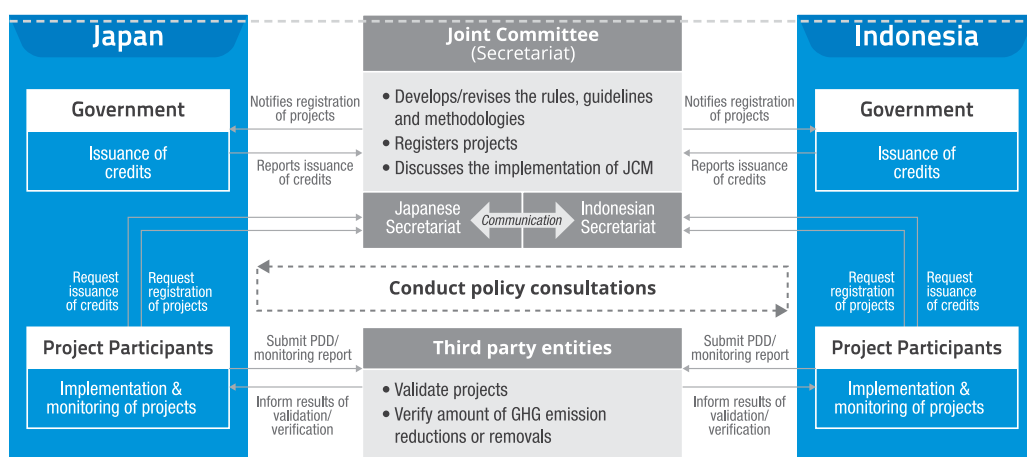 Japan
Government
Issuance of
credits
Notifies registration
of projects
Reports issuance
of credits
Joint Committee
(Secretariat)
• Develops/revises the rules, guidelines
and methodologies
• Registers projects
• Discusses the implementation of JCM
Japanese
Secretariat
Communication
Indonesian
Secretariat
Notifies registration
of projects
Reports issuance
of credits
Indonesia
Government
Issuance of
credits
Request
issuance
of credits
Request
registration
of projects
Conduct policy consultations
Request
registration
of projects
Request
issuance
of credits
Project Participants
Implementation &
monitoring of projects
Submit PDD/
monitoring report
Inform results of
validation/
verification
Third party entities
• Validate projects
• Verify amount of GHG emission
reductions or removals
Submit PDD/
monitoring report
Inform results of
validation/
verification
Project Participants
Implementation &
monitoring of projects